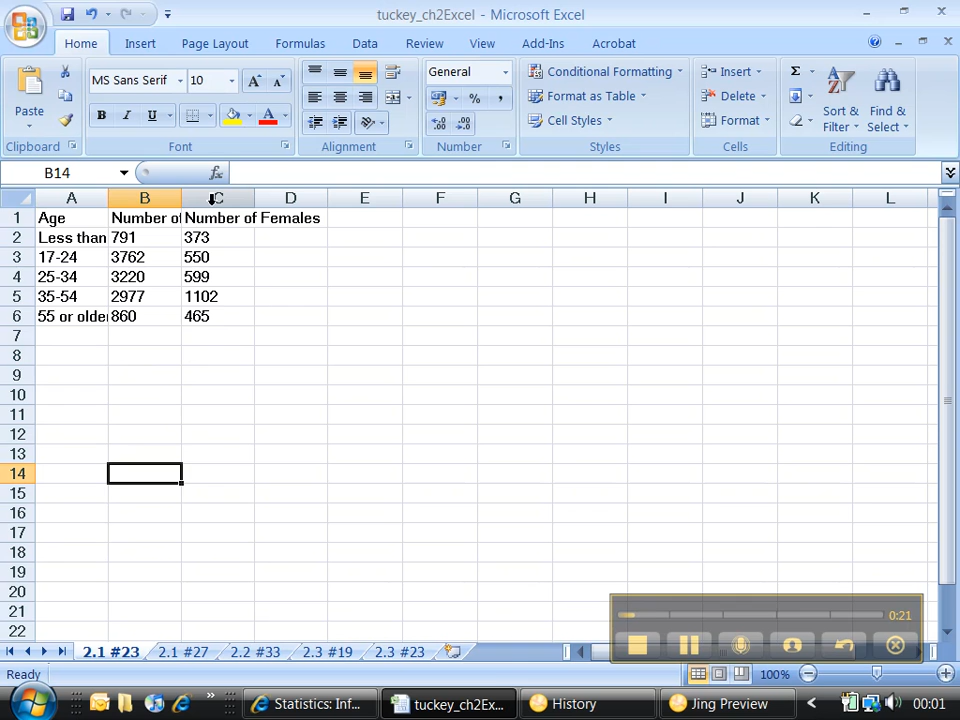 tuckey_ch2Excel - Microsoft Excel
Home Insert Page Layout Formulas Data Review View Add-Ins Acrobat
Paste
MS Sans Serif 10
B I U
General
$ % ,
Conditional Formatting
Format as Table
Cell Styles
Insert
Delete
Format
Σ
Sort & Filter
Find & Select
Clipboard Font Alignment Number Styles Cells Editing
B14 fx
A B C D E F G H I J K L
1 Age Number of Number of Females
2 Less than 791 373
3 17-24 3762 550
4 25-34 3220 599
5 35-54 2977 1102
6 55 or older 860 465
7
8
9
10
11
12
13
14
15
16
17
18
19
20
21
22
0:21
2.1 #23 2.1 #27 2.2 #33 2.3 #19 2.3 #23
Ready 100%
Statistics: Inf... tuckey_ch2Ex... History Jing Preview 00:01